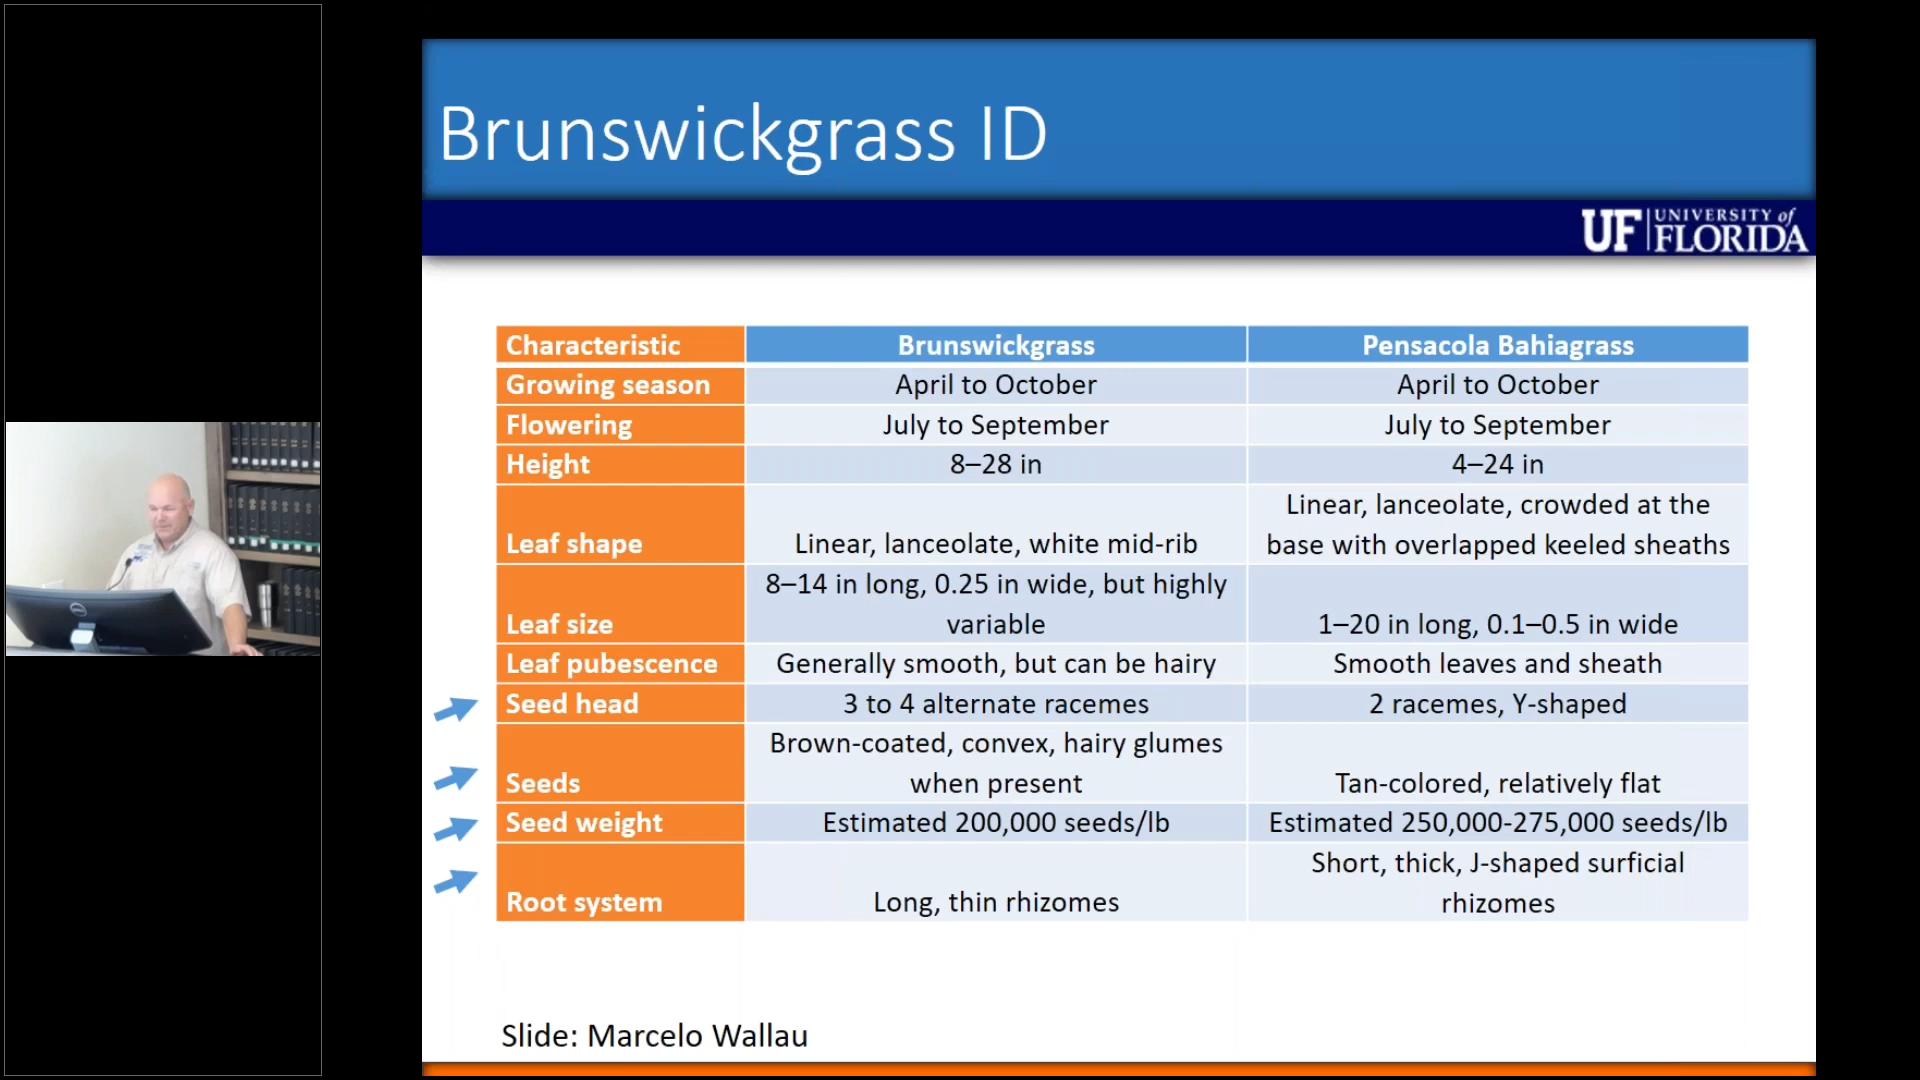 Brunswickgrass ID
UF UNIVERSITY of
FLORIDA
Characteristic Brunswickgrass Pensacola Bahiagrass
Growing season April to October April to October
Flowering July to September July to September
Height 8–28 in 4–24 in
Linear, lanceolate, crowded at the
Leaf shape Linear, lanceolate, white mid-rib base with overlapped keeled sheaths
8–14 in long, 0.25 in wide, but highly
Leaf size variable 1–20 in long, 0.1–0.5 in wide
Leaf pubescence Generally smooth, but can be hairy Smooth leaves and sheath
Seed head 3 to 4 alternate racemes 2 racemes, Y-shaped
Brown-coated, convex, hairy glumes
Seeds when present Tan-colored, relatively flat
Seed weight Estimated 200,000 seeds/lb Estimated 250,000-275,000 seeds/lb
Short, thick, J-shaped surficial
Root system Long, thin rhizomes rhizomes
Slide: Marcelo Wallau